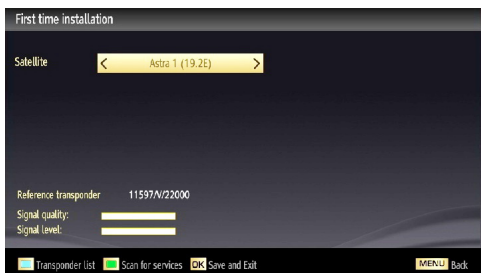 First time installation
Satellite < Astra 1 (19.2E) >
Reference transponder 11597/V/22000
Signal quality:
Signal level:
Transponder list Scan for services OK Save and Exit MENU Back